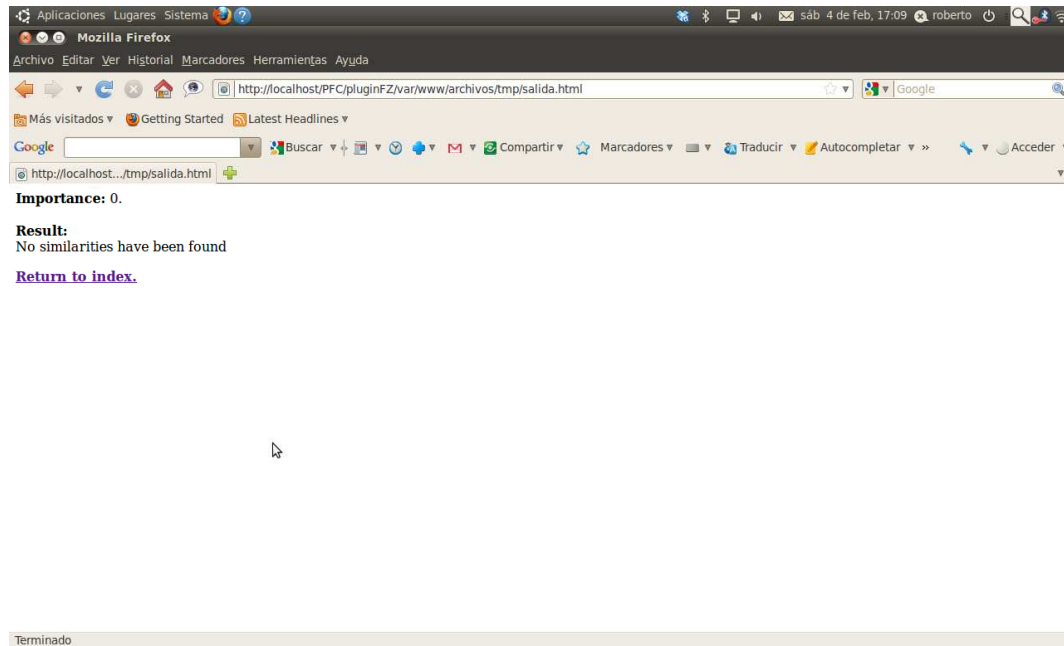 Aplicaciones Lugares Sistema ? sáb 4 de feb, 17:09 roberto
Mozilla Firefox
Archivo Editar Ver Historial Marcadores Herramientas Ayuda
http://localhost/PFC/pluginFZ/var/www/archivos/tmp/salida.html Google
Más visitados Getting Started Latest Headlines
Google Buscar Compartir Marcadores Traducir Autocompletar » Acceder
http://localhost.../tmp/salida.html
Importance: 0.
Result:
No similarities have been found
Return to index.
Terminado